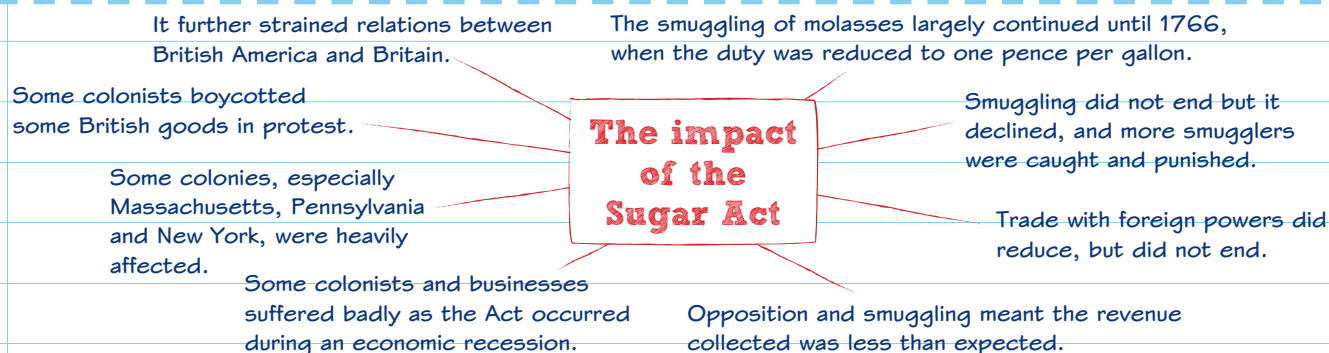 It further strained relations between
British America and Britain.
The smuggling of molasses largely continued until 1766,
when the duty was reduced to one pence per gallon.
Some colonists boycotted
some British goods in protest.
Smuggling did not end but it
declined, and more smugglers
were caught and punished.
The impact
of the
Sugar Act
Some colonies, especially
Massachusetts, Pennsylvania
and New York, were heavily
affected.
Trade with foreign powers did
reduce, but did not end.
Some colonists and businesses
suffered badly as the Act occurred
during an economic recession.
Opposition and smuggling meant the revenue
collected was less than expected.